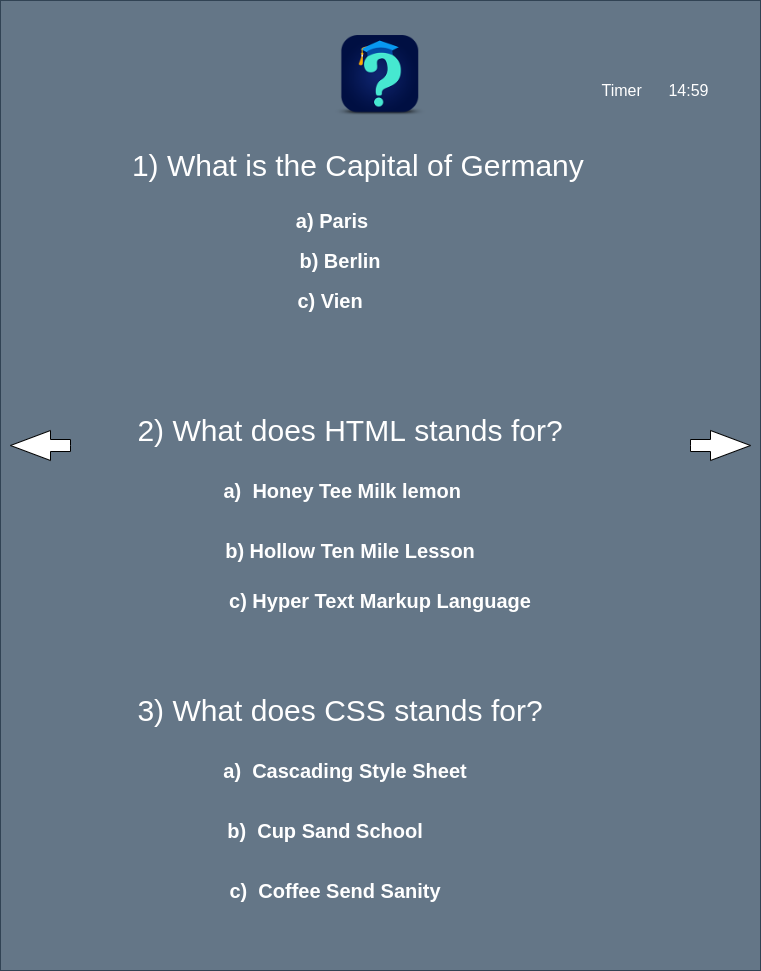 Timer 14:59
1) What is the Capital of Germany
a) Paris
b) Berlin
c) Vien
2) What does HTML stands for?
a) Honey Tee Milk lemon
b) Hollow Ten Mile Lesson
c) Hyper Text Markup Language
3) What does CSS stands for?
a) Cascading Style Sheet
b) Cup Sand School
c) Coffee Send Sanity